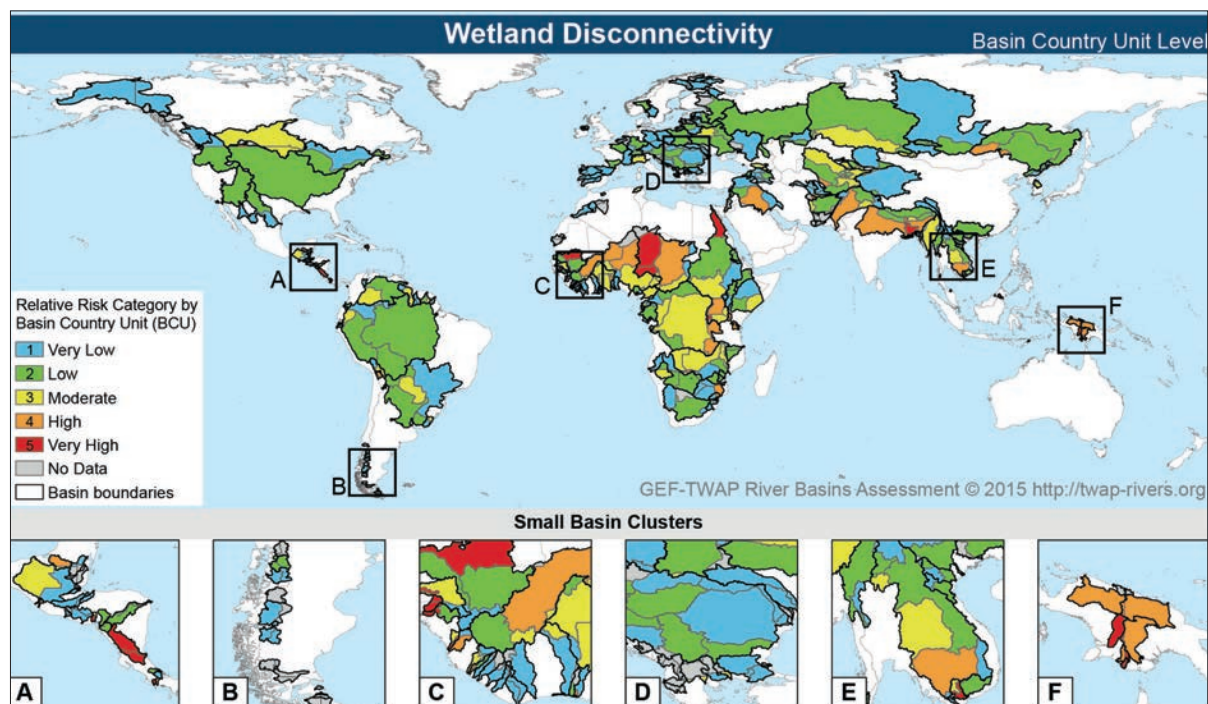 Wetland Disconnectivity
Basin Country Unit Level
A
B
C
D
E
F
Relative Risk Category by
Basin Country Unit (BCU)
1 Very Low
2 Low
3 Moderate
4 High
5 Very High
No Data
Basin boundaries
GEF-TWAP River Basins Assessment © 2015 http://twap-rivers.org
Small Basin Clusters
A
B
C
D
E
F